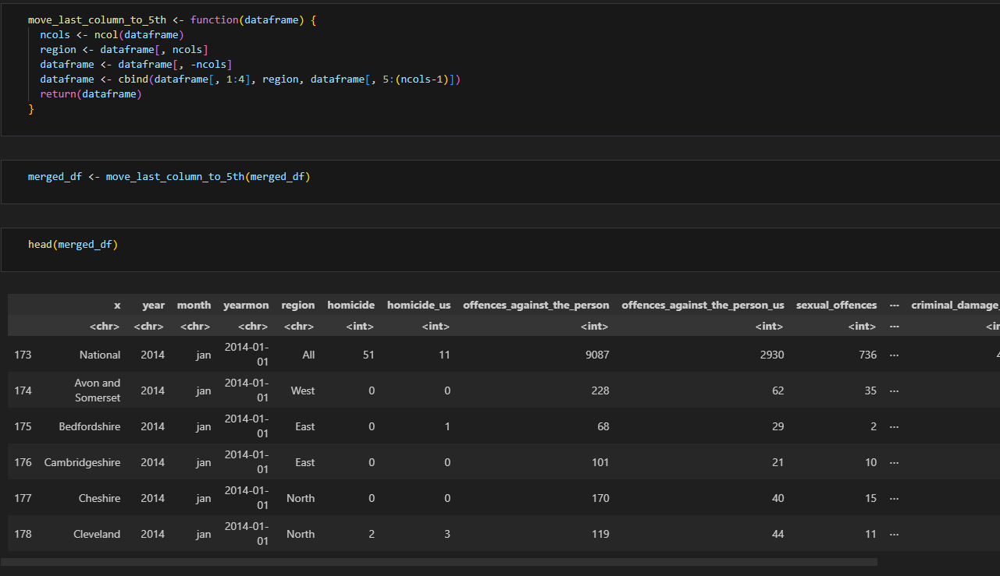 move_last_column_to_5th <- function(dataframe) {
  ncols <- ncol(dataframe)
  region <- dataframe[, ncols]
  dataframe <- dataframe[, -ncols]
  dataframe <- cbind(dataframe[, 1:4], region, dataframe[, 5:(ncols-1)])
  return(dataframe)
}
merged_df <- move_last_column_to_5th(merged_df)
head(merged_df)
x year month yearmon region homicide homicide_us offences_against_the_person offences_against_the_person_us sexual_offences ··· criminal_damage_
<chr> <chr> <chr> <chr> <chr> <int> <int> <int> <int> <int> ···
173 National 2014 jan 2014-01-01 All 51 11 9087 2930 736 ···
174 Avon and Somerset 2014 jan 2014-01-01 West 0 0 228 62 35 ···
175 Bedfordshire 2014 jan 2014-01-01 East 0 1 68 29 2 ···
176 Cambridgeshire 2014 jan 2014-01-01 East 0 0 101 21 10 ···
177 Cheshire 2014 jan 2014-01-01 North 0 0 170 40 15 ···
178 Cleveland 2014 jan 2014-01-01 North 2 3 119 44 11 ···